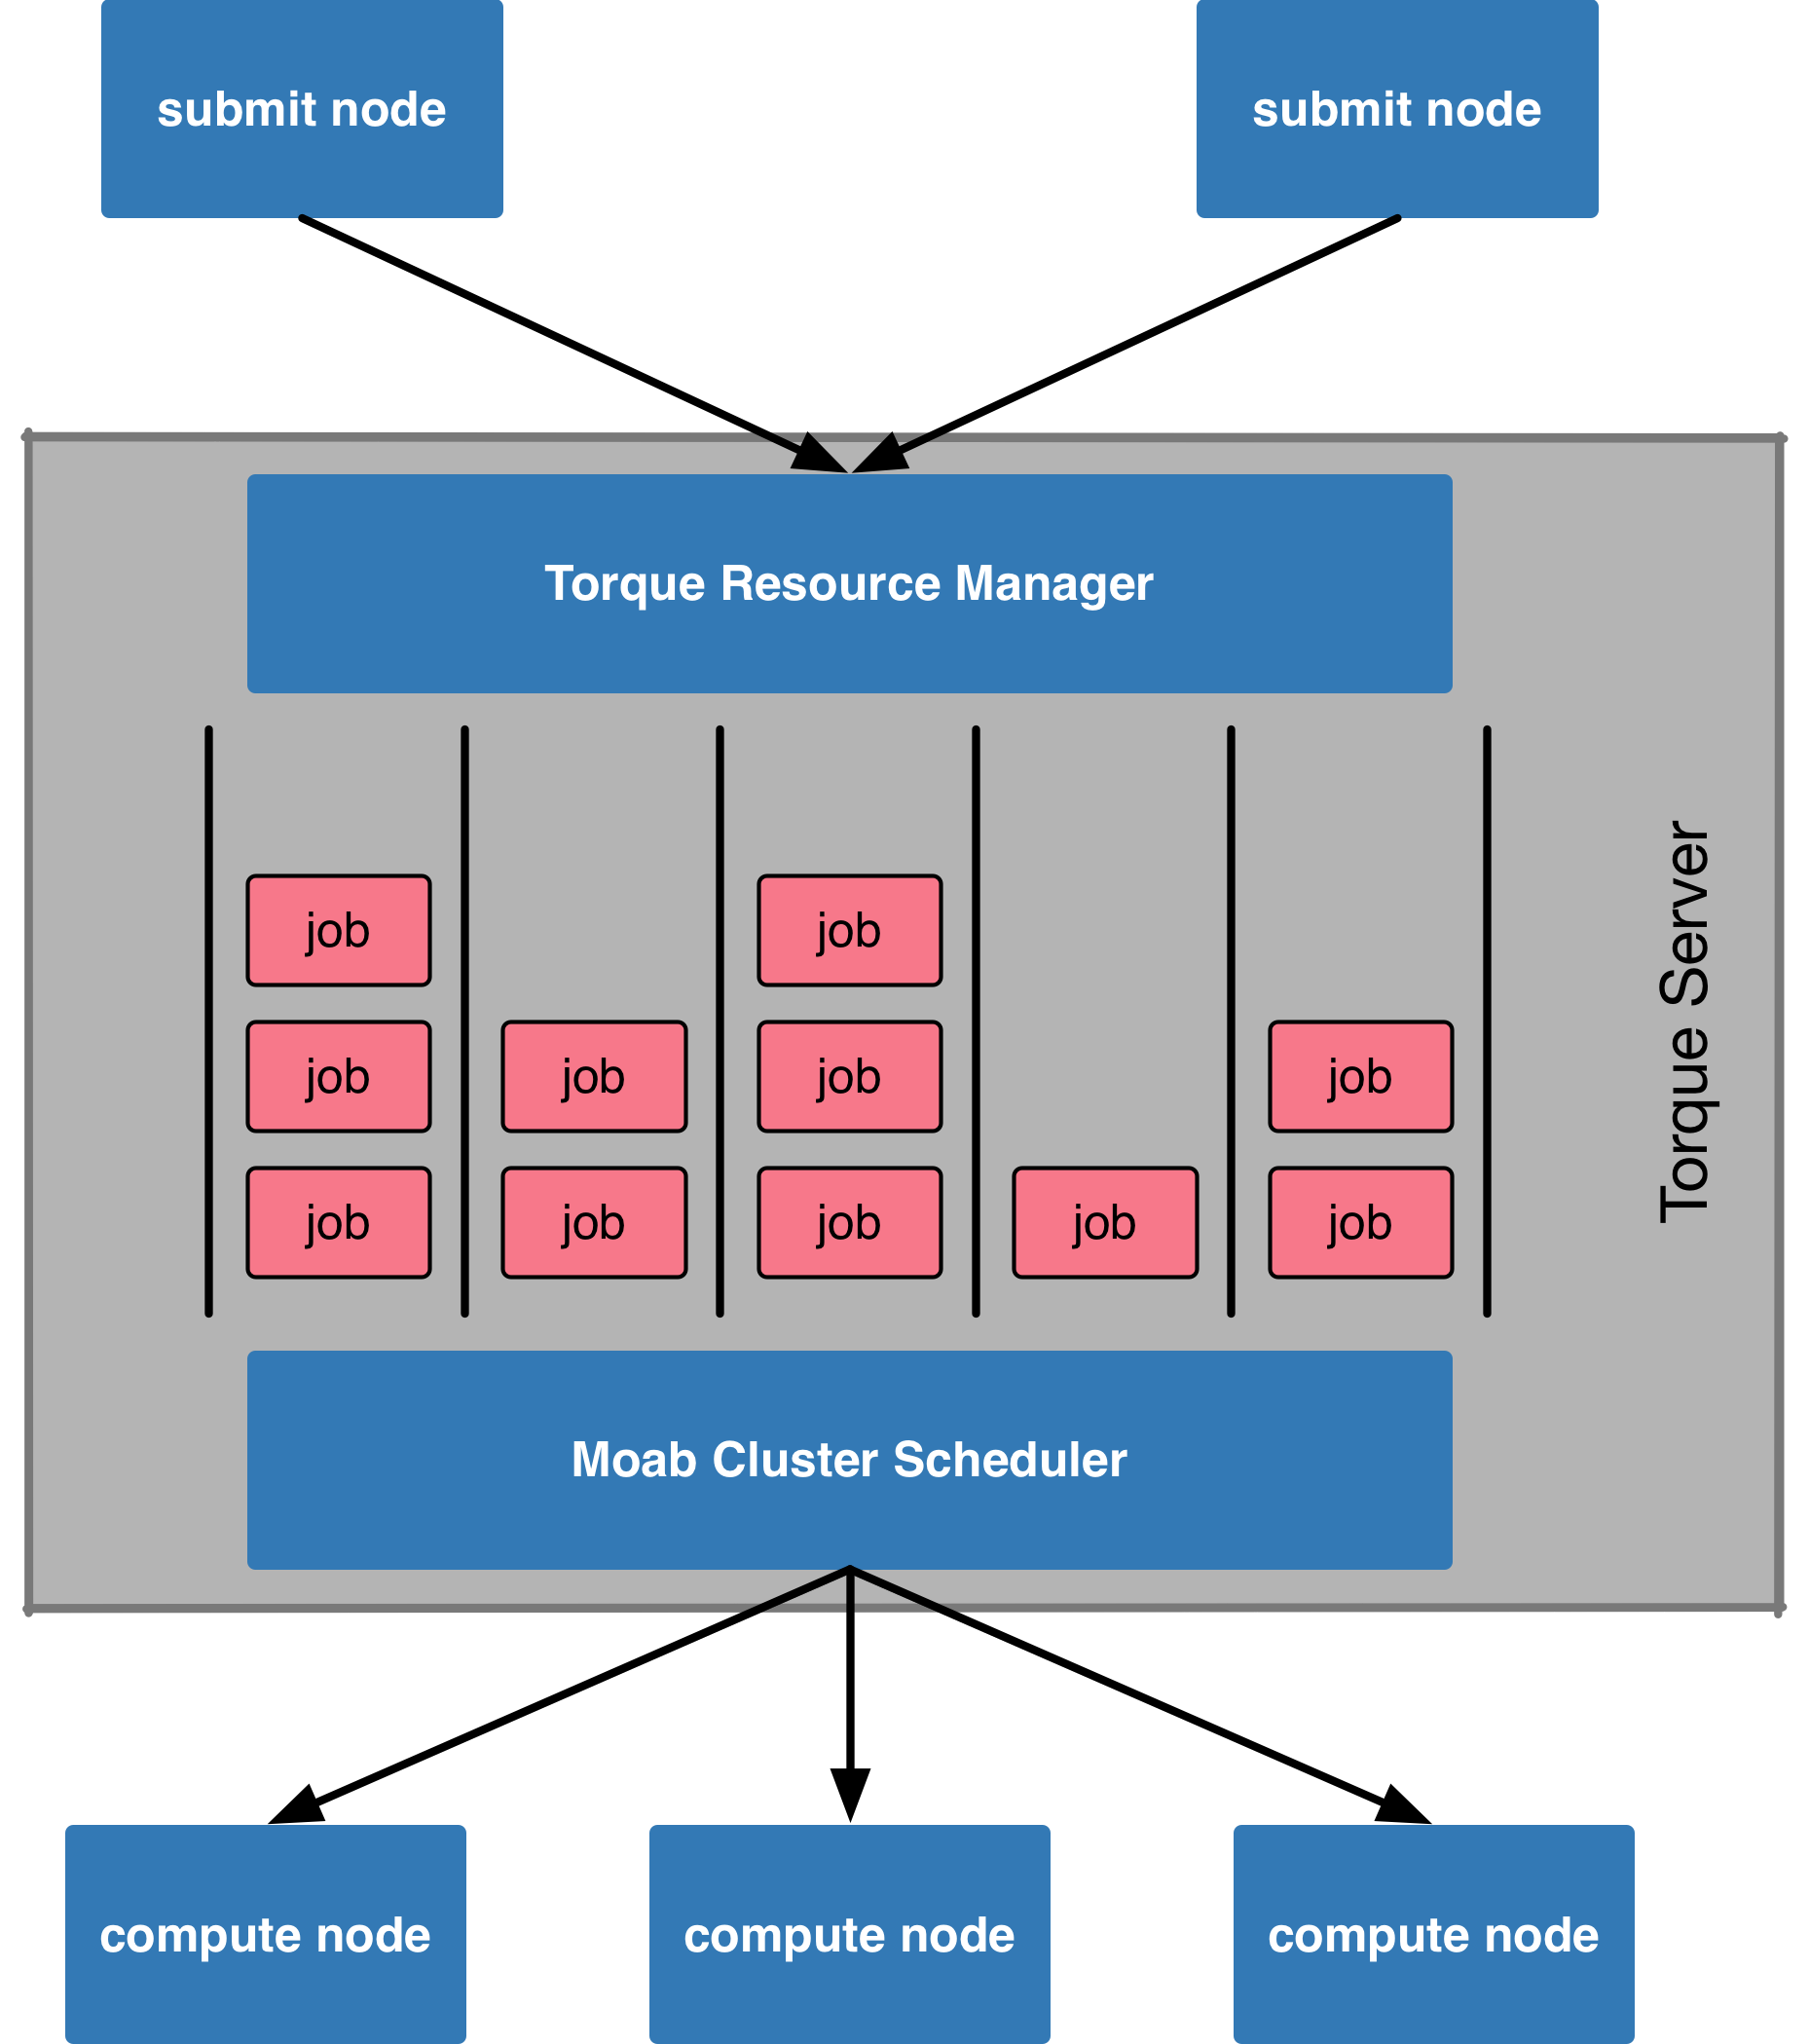 submit node
submit node
Torque Resource Manager
job
job
job
job
job
job
job
job
job
job
job
Torque Server
Moab Cluster Scheduler
compute node
compute node
compute node